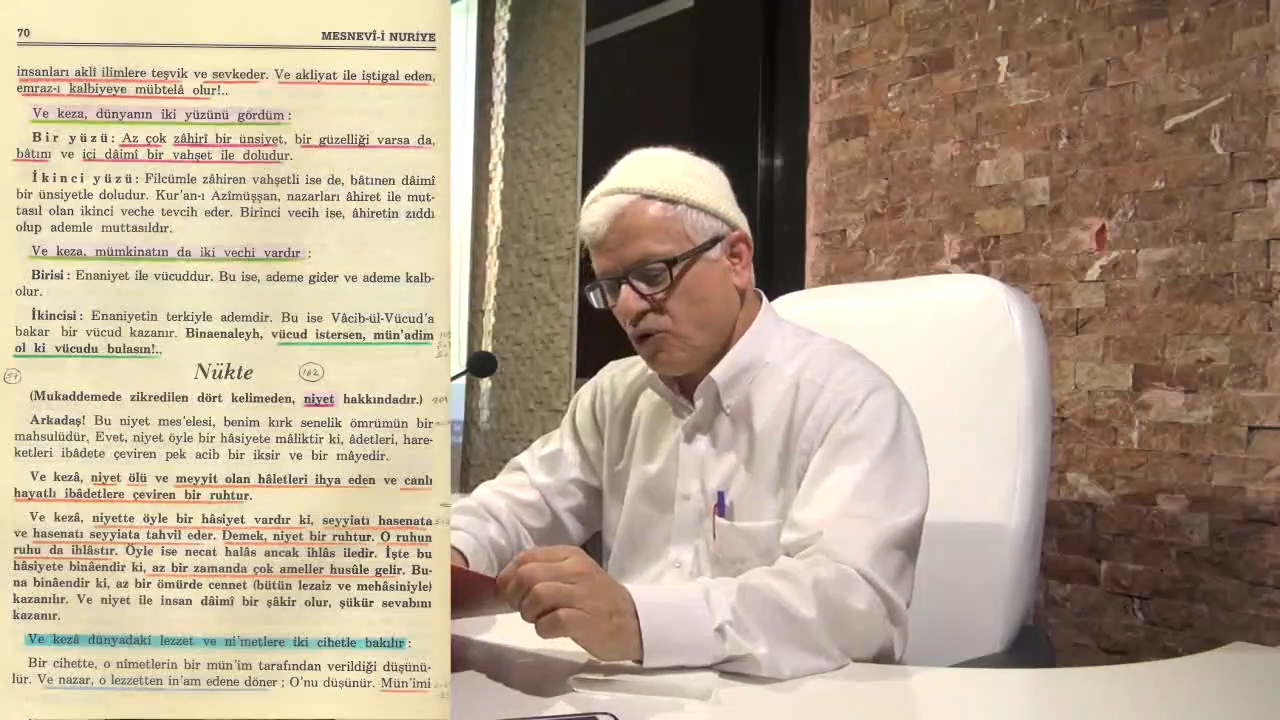 70
MESNEVÎ-İ NURİYE
insanları aklî ilimlere teşvik ve sevkeder. Ve akliyat ile iştigal eden,
emraz-ı kalbiyeye mübtelâ olur!..
Ve keza, dünyanın iki yüzünü gördüm :
Bir yüzü : Az çok zâhirî bir ünsiyet, bir güzelliği varsa da,
bâtını ve içi dâimî bir vahşet ile doludur.
İkinci yüzü : Filcümle zâhiren vahşetli ise de, bâtınen dâimî
bir ünsiyetle doludur. Kur'an-ı Azîmüşşan, nazarları âhiret ile mut-
tasıl olan ikinci veche tevcih eder. Birinci vecih ise, âhiretin zıddı
olup ademle muttasıldır.
Ve keza, mümkinatın da iki vechi vardır :
Birisi : Enaniyet ile vücuddur. Bu ise, ademe gider ve ademe kalb-
olur.
İkincisi : Enaniyetin terkiyle ademdir. Bu ise Vâcib-ül-Vücud'a
bakar bir vücud kazanır. Binaenaleyh, vücud istersen, mün'adim
ol ki vücudu bulasın!..
Nükte
162
(Mukaddemede zikredilen dört kelimeden, niyet hakkındadır.)
Arkadaş! Bu niyet mes'elesi, benim kırk senelik ömrümün bir
mahsulüdür, Evet, niyet öyle bir hâsiyete mâliktir ki, âdetleri, hare-
ketleri ibâdete çeviren pek acib bir iksir ve bir mâyedir.
Ve kezâ, niyet ölü ve meyyit olan hâletleri ihya eden ve canlı
hayatlı ibâdetlere çeviren bir ruhtur.
Ve kezâ, niyette öyle bir hâsiyet vardır ki, seyyiatı hasenata
ve hasenatı seyyiata tahvil eder. Demek, niyet bir ruhtur. O ruhun
ruhu da ihlâstır. Öyle ise necat halâs ancak ihlâs iledir. İşte bu
hâsiyete binâendir ki, az bir zamanda çok ameller husûle gelir. Bu-
na binâendir ki, az bir ömürde cennet (bütün lezaiz ve mehâsiniyle)
kazanılır. Ve niyet ile insan dâimî bir şâkir olur, şükür sevabını
kazanır.
Ve kezâ dünyadaki lezzet ve ni'metlere iki cihetle bakılır :
Bir cihette, o nîmetlerin bir mün'im tarafından verildiği düşünü-
lür. Ve nazar, o lezzetten in'am edene döner ; O'nu düşünür. Mün'imi